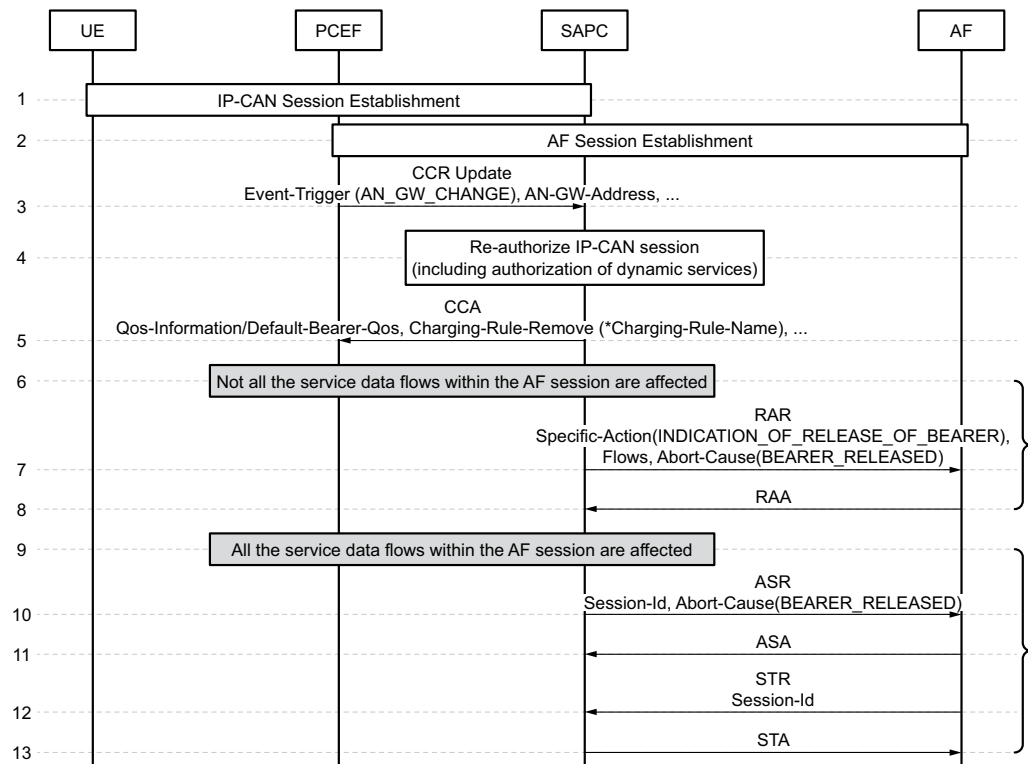 UE
PCEF
SAPC
AF
1
IP-CAN Session Establishment
2
AF Session Establishment
CCR Update
Event-Trigger (AN_GW_CHANGE), AN-GW-Address, ...
3
4
Re-authorize IP-CAN session
(including authorization of dynamic services)
CCA
Qos-Information/Default-Bearer-Qos, Charging-Rule-Remove (*Charging-Rule-Name), ...
5
6
Not all the service data flows within the AF session are affected
RAR
Specific-Action(INDICATION_OF_RELEASE_OF_BEARER),
Flows, Abort-Cause(BEARER_RELEASED)
7
RAA
8
9
All the service data flows within the AF session are affected
ASR
Session-Id, Abort-Cause(BEARER_RELEASED)
10
ASA
11
STR
Session-Id
12
STA
13